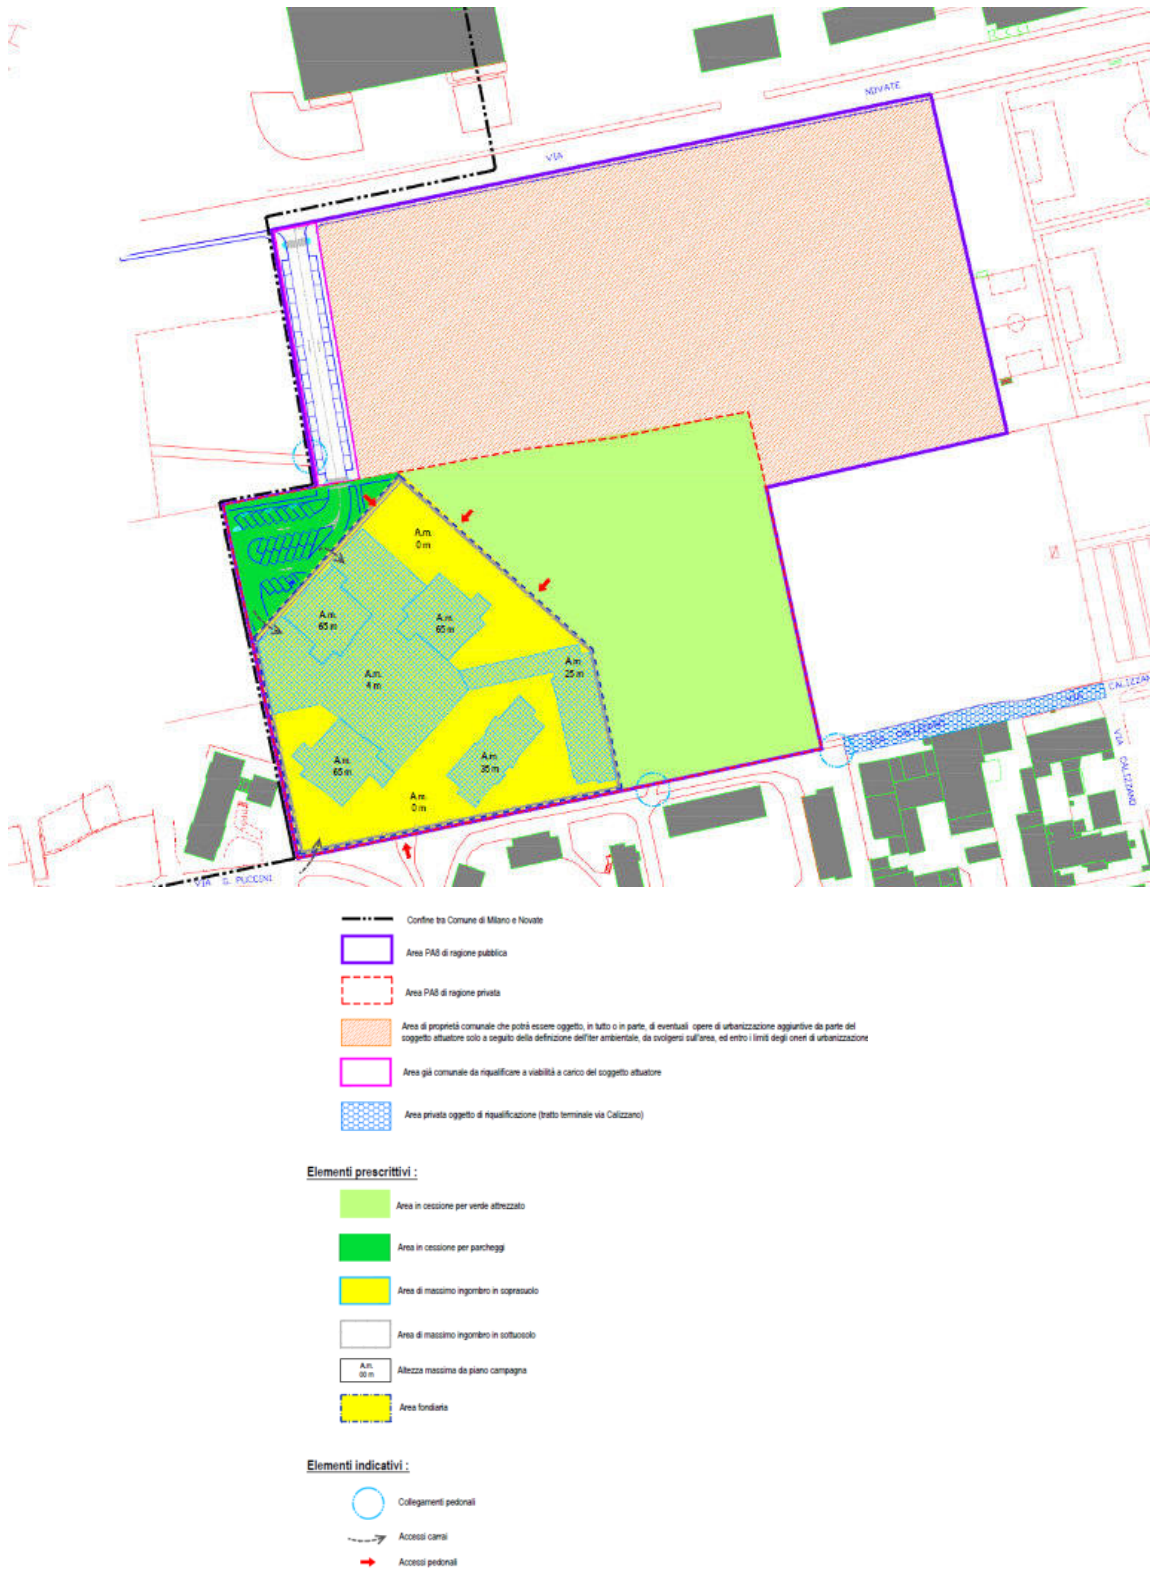 NOVATE
VIA
A.m.
0 m
A.m.
65 m
A.m.
65 m
A.m.
25 m
A.m.
4 m
A.m.
65 m
A.m.
35 m
A.m.
0 m
CALIZZANO
VIA
VIA CALIZZANO
VIA G. PUCCINI
Confine tra Comune di Milano e Novate
Area PA8 di ragione pubblica
Area PA8 di ragione privata
Area di proprietà comunale che potrà essere oggetto, in tutto o in parte, di eventuali opere di urbanizzazione aggiuntive da parte del
soggetto attuatore solo a seguito della definizione dell'iter ambientale, da svolgersi sull'area, ed entro i limiti degli oneri di urbanizzazione
Area già comunale da riqualificare a viabilità a carico del soggetto attuatore
Area privata oggetto di riqualificazione (tratto terminale via Calizzano)
Elementi prescrittivi :
Area in cessione per verde attrezzato
Area in cessione per parcheggi
Area di massimo ingombro in soprasuolo
Area di massimo ingombro in sottuosolo
A.m.
00 m
Altezza massima da piano campagna
Area fondiaria
Elementi indicativi :
Collegamenti pedonali
Accessi carrai
Accessi pedonali